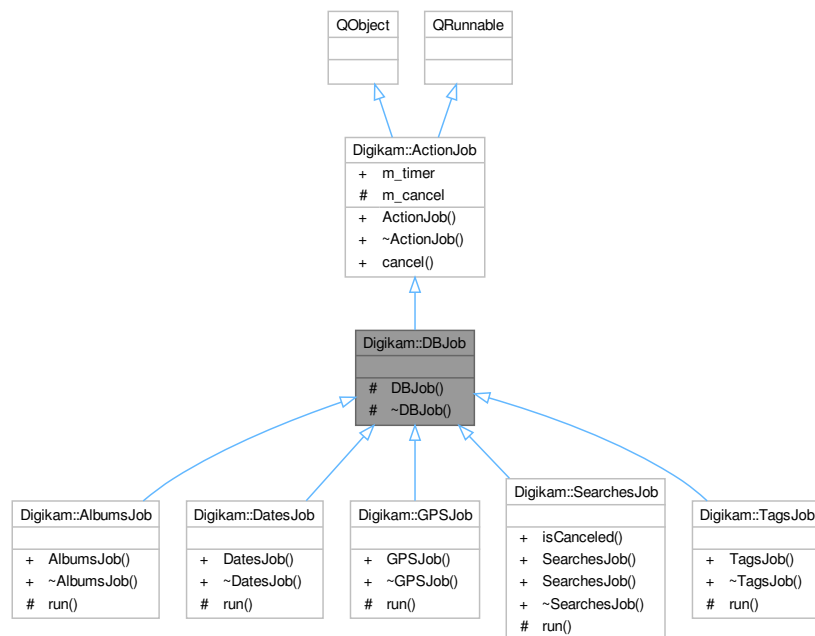 QObject
QRunnable
Digikam::ActionJob
+ m_timer
# m_cancel
+ ActionJob()
+ ~ActionJob()
+ cancel()
Digikam::DBJob
# DBJob()
# ~DBJob()
Digikam::AlbumsJob
+ AlbumsJob()
+ ~AlbumsJob()
# run()
Digikam::DatesJob
+ DatesJob()
+ ~DatesJob()
# run()
Digikam::GPSJob
+ GPSJob()
+ ~GPSJob()
# run()
Digikam::SearchesJob
+ isCanceled()
+ SearchesJob()
+ SearchesJob()
+ ~SearchesJob()
# run()
Digikam::TagsJob
+ TagsJob()
+ ~TagsJob()
# run()